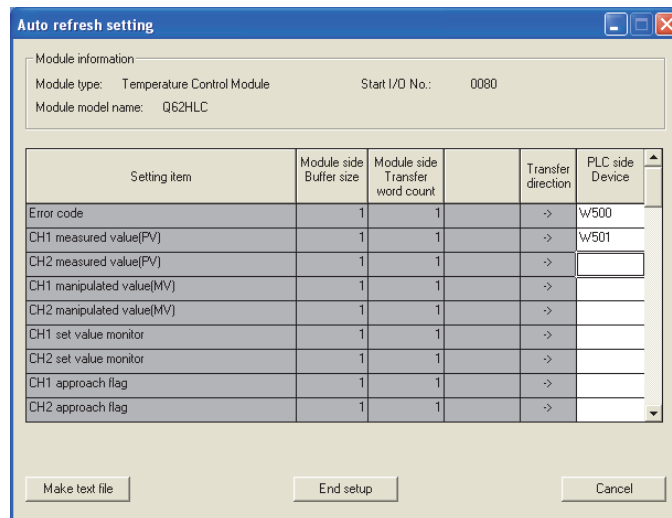 Auto refresh setting
Module information
Module type: Temperature Control Module Start I/O No.: 0080
Module model name: Q62HLC
Setting item Module side Buffer size Module side Transfer word count Transfer direction PLC side Device
Error code 1 1 -> W500
CH1 measured value(PV) 1 1 -> W501
CH2 measured value(PV) 1 1 ->
CH1 manipulated value(MV) 1 1 ->
CH2 manipulated value(MV) 1 1 ->
CH1 set value monitor 1 1 ->
CH2 set value monitor 1 1 ->
CH1 approach flag 1 1 ->
CH2 approach flag 1 1 ->
Make text file End setup Cancel